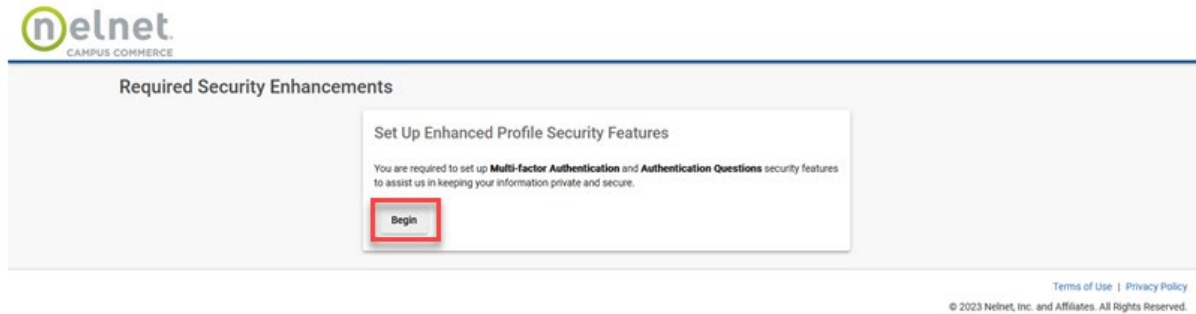 nelnet
CAMPUS COMMERCE
Required Security Enhancements
Set Up Enhanced Profile Security Features
You are required to set up Multi-factor Authentication and Authentication Questions security features
to assist us in keeping your information private and secure.
Begin
Terms of Use | Privacy Policy
© 2023 Nelnet, Inc. and Affiliates. All Rights Reserved.